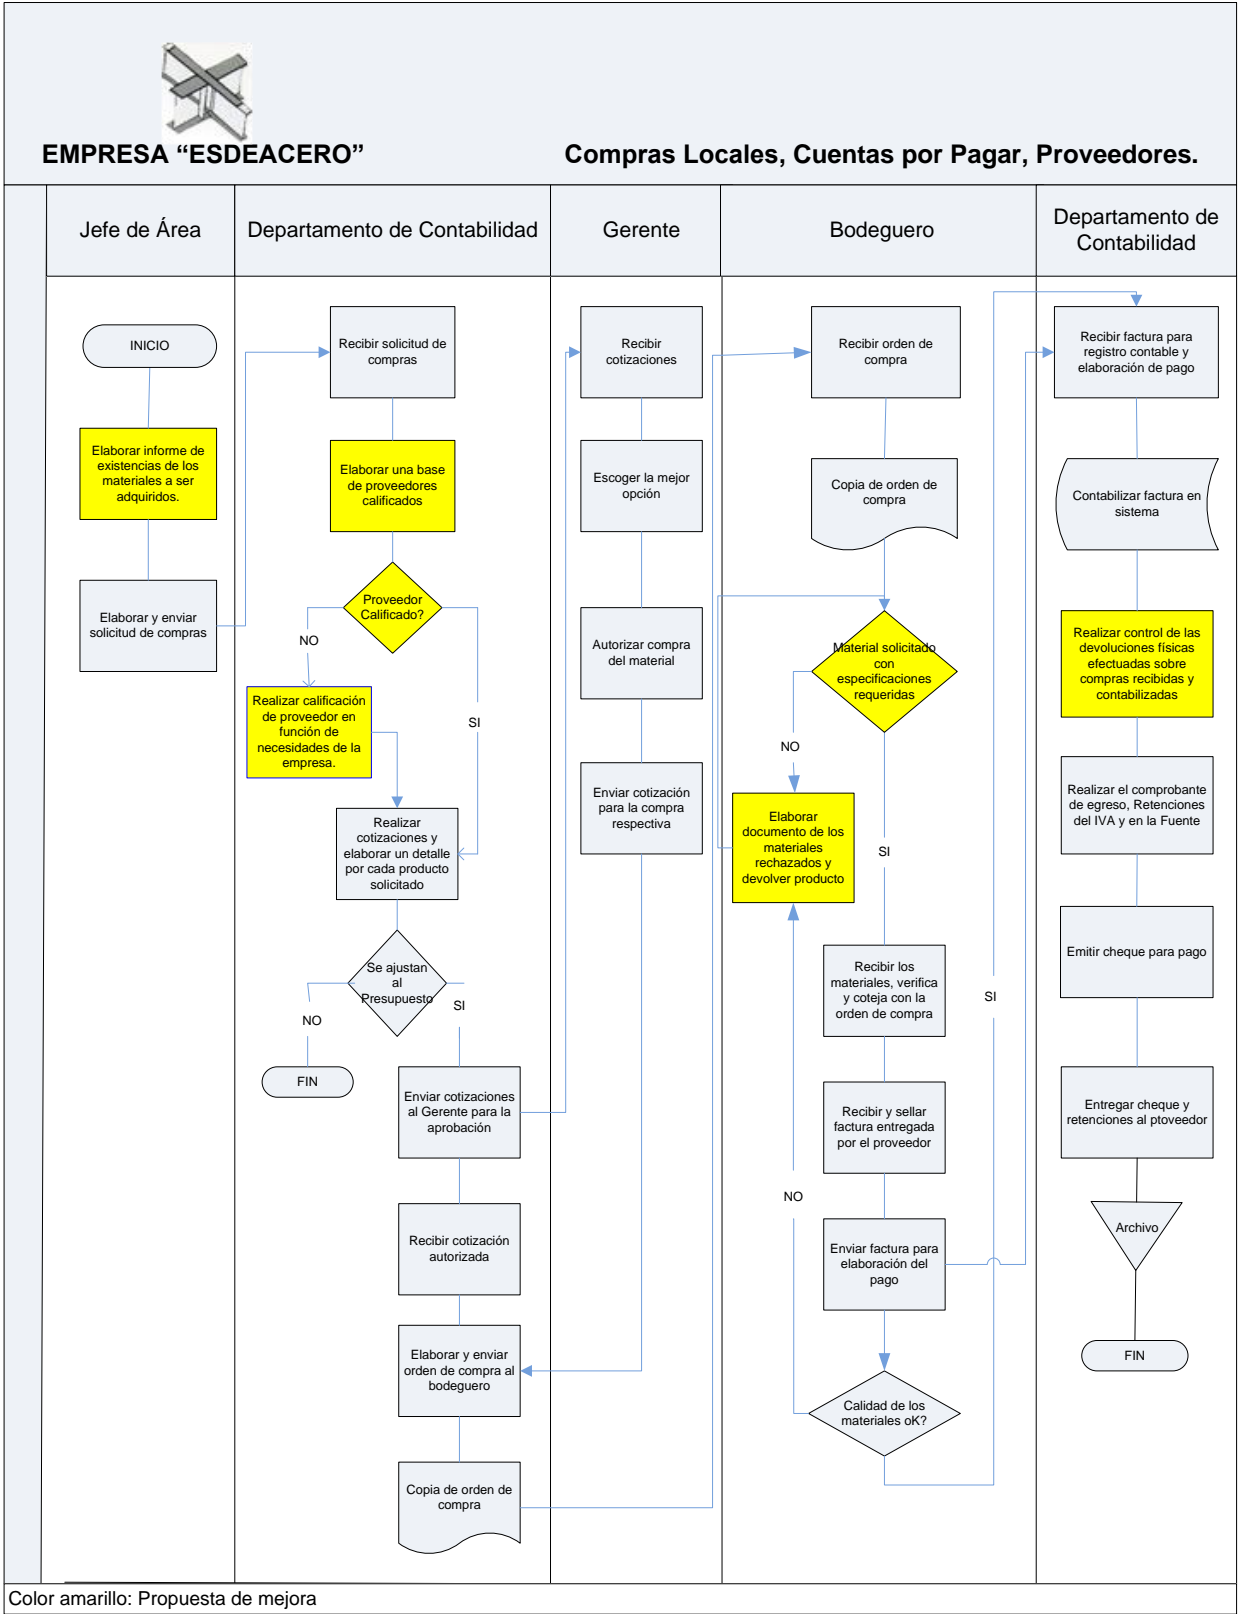 EMPRESA “ESDEACERO”
Compras Locales, Cuentas por Pagar, Proveedores.
Jefe de Área
Departamento de Contabilidad
Gerente
Bodeguero
Departamento de
Contabilidad
INICIO
Elaborar informe de
existencias de los
materiales a ser
adquiridos.
Elaborar y enviar
solicitud de compras
Recibir solicitud de
compras
Elaborar una base
de proveedores
calificados
Proveedor
Calificado?
NO
SI
Realizar calificación
de proveedor en
función de
necesidades de la
empresa.
Realizar
cotizaciones y
elaborar un detalle
por cada producto
solicitado
Se ajustan
al
Presupuesto
NO
SI
FIN
Enviar cotizaciones
al Gerente para la
aprobación
Recibir cotización
autorizada
Elaborar y enviar
orden de compra al
bodeguero
Copia de orden de
compra
Recibir
cotizaciones
Escoger la mejor
opción
Autorizar compra
del material
Enviar cotización
para la compra
respectiva
Recibir orden de
compra
Copia de orden de
compra
Material solicitado
con
especificaciones
requeridas
NO
SI
Elaborar
documento de los
materiales
rechazados y
devolver producto
Recibir los
materiales, verifica
y coteja con la
orden de compra
Recibir y sellar
factura entregada
por el proveedor
Enviar factura para
elaboración del
pago
Calidad de los
materiales oK?
NO
SI
Recibir factura para
registro contable y
elaboración de pago
Contabilizar factura en
sistema
Realizar control de las
devoluciones físicas
efectuadas sobre
compras recibidas y
contabilizadas
Realizar el comprobante
de egreso, Retenciones
del IVA y en la Fuente
Emitir cheque para pago
Entregar cheque y
retenciones al ptoveedor
Archivo
FIN
Color amarillo: Propuesta de mejora